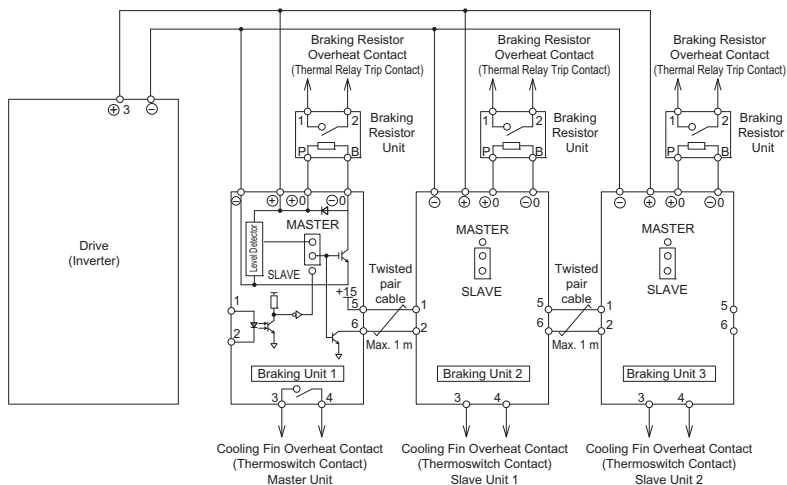 Braking Resistor
Overheat Contact
(Thermal Relay Trip Contact)
Braking Resistor
Overheat Contact
(Thermal Relay Trip Contact)
Braking Resistor
Overheat Contact
(Thermal Relay Trip Contact)
⊕ 3 ⊖
1 2
P B
Braking
Resistor
Unit
1 2
P B
Braking
Resistor
Unit
1 2
P B
Braking
Resistor
Unit
Drive
(Inverter)
⊖ ⊕ ⊕0 ⊖0
MASTER
Level Detector
SLAVE
+15
1
2
5
6
Braking Unit 1
3 4
Twisted
pair
cable
Max. 1 m
⊖ ⊕ ⊕0 ⊖0
MASTER
SLAVE
1
2
5
6
Braking Unit 2
3 4
Twisted
pair
cable
Max. 1 m
⊖ ⊕ ⊕0 ⊖0
MASTER
SLAVE
1
2
5
6
Braking Unit 3
3 4
Cooling Fin Overheat Contact
(Thermoswitch Contact)
Master Unit
Cooling Fin Overheat Contact
(Thermoswitch Contact)
Slave Unit 1
Cooling Fin Overheat Contact
(Thermoswitch Contact)
Slave Unit 2